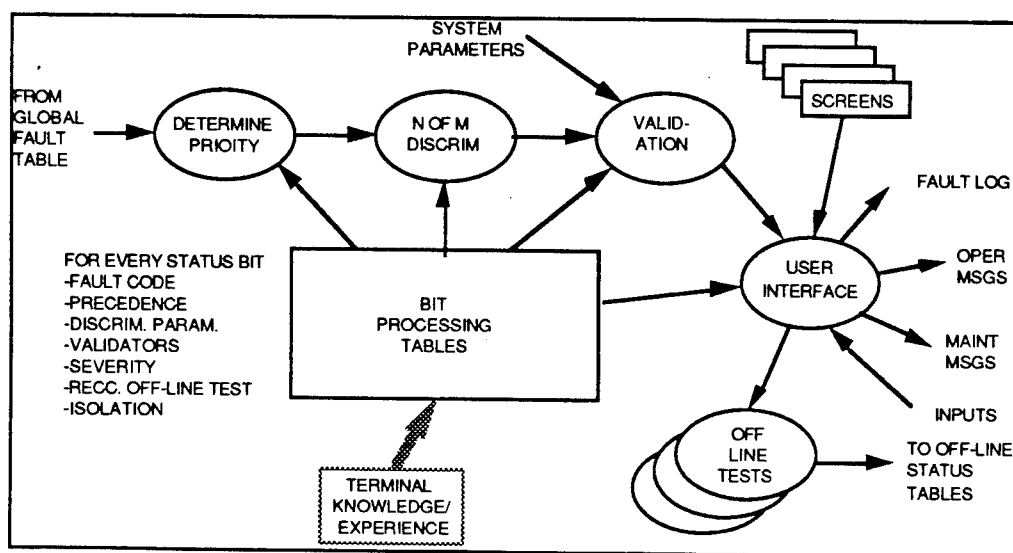 SYSTEM
PARAMETERS
SCREENS
FROM
GLOBAL
FAULT
TABLE
DETERMINE
PRIOITY
N OF M
DISCRIM
VALID-
ATION
FAULT LOG
FOR EVERY STATUS BIT
-FAULT CODE
-PRECEDENCE
-DISCRIM. PARAM.
-VALIDATORS
-SEVERITY
-RECC. OFF-LINE TEST
-ISOLATION
BIT
PROCESSING
TABLES
USER
INTERFACE
OPER
MSGS
MAINT
MSGS
INPUTS
OFF
LINE
TESTS
TO OFF-LINE
STATUS
TABLES
TERMINAL
KNOWLEDGE/
EXPERIENCE